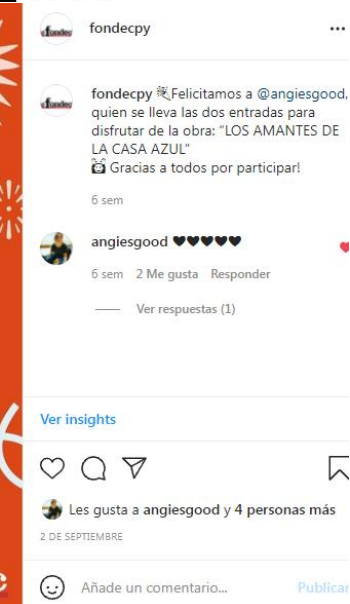 fondecpy
fondecpy Felicitamos a @angiesgood,
quien se lleva las dos entradas para
disfrutar de la obra: "LOS AMANTES DE
LA CASA AZUL"
Gracias a todos por participar!
6 sem
angiesgood 🖤🖤🖤🖤🖤
6 sem 2 Me gusta Responder
Ver respuestas (1)
Ver insights
Les gusta a angiesgood y 4 personas más
2 DE SEPTIEMBRE
Añade un comentario...
Publicar